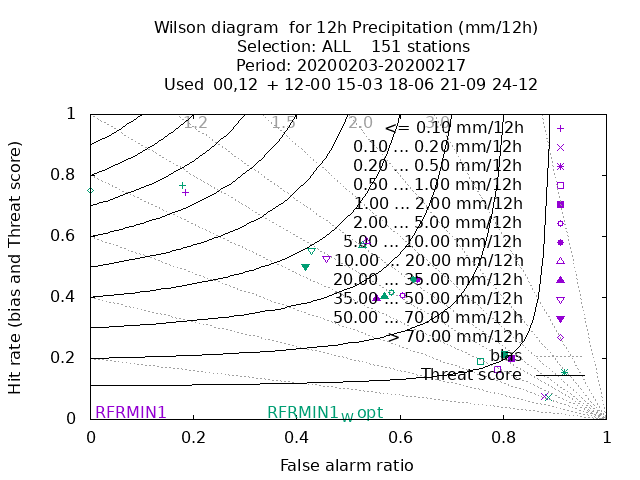 Wilson diagram  for 12h Precipitation (mm/12h)
Selection: ALL    151 stations
Period: 20200203-20200217
Used  00,12  + 12-00 15-03 18-06 21-09 24-12
Hit rate (bias and Threat score)
1
0.8
0.6
0.4
0.2
0
1.2
1.5
2.0
3.0
<= 0.10 mm/12h
0.10 ... 0.20 mm/12h
0.20 ... 0.50 mm/12h
0.50 ... 1.00 mm/12h
1.00 ... 2.00 mm/12h
2.00 ... 5.00 mm/12h
5.00 ... 10.00 mm/12h
10.00 ... 20.00 mm/12h
20.00 ... 35.00 mm/12h
35.00 ... 50.00 mm/12h
50.00 ... 70.00 mm/12h
> 70.00 mm/12h
bias
Threat score
RFRMIN1
RFRMIN1w opt
0
0.2
0.4
0.6
0.8
1
False alarm ratio